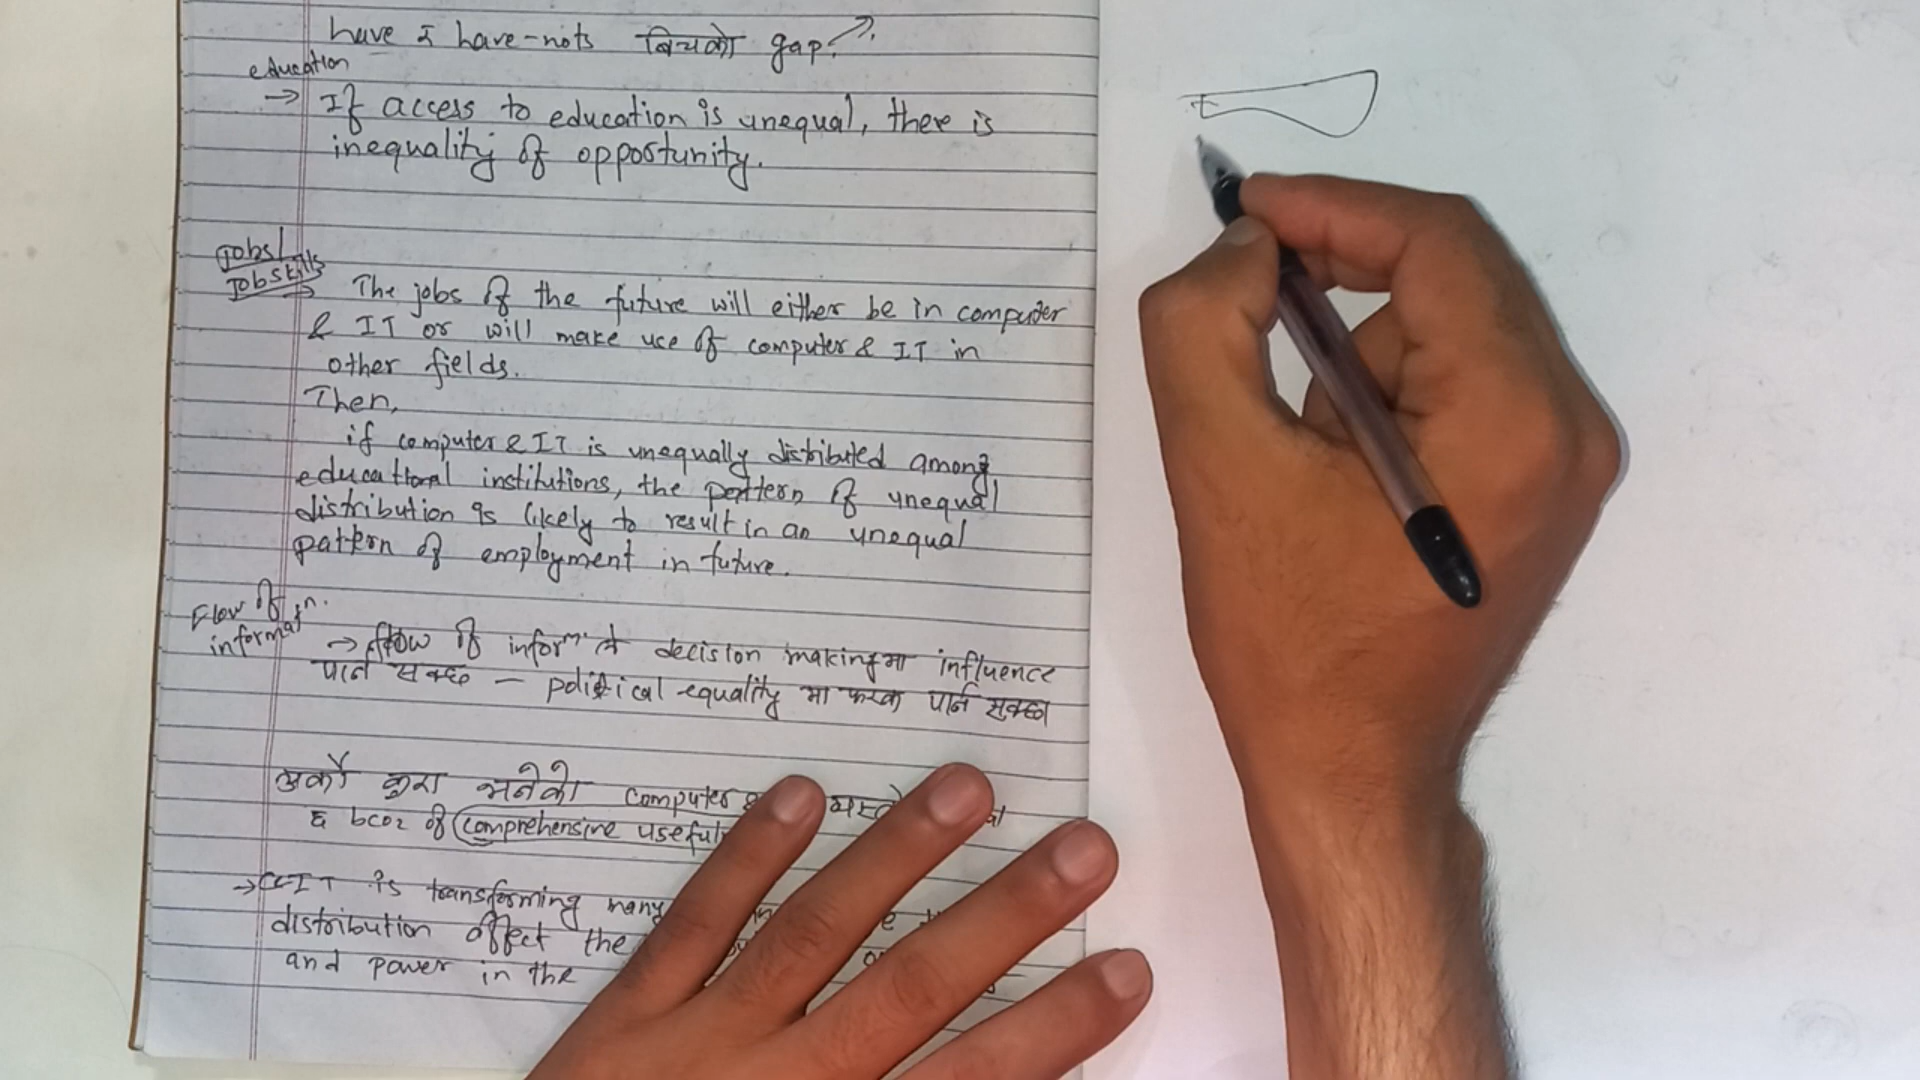 have र have-nots बिचको gap?
education
→ If access to education is unequal, there is
inequality of opportunity.
Jobs/
Job skills
→ The jobs of the future will either be in computer
& IT or will make use of computer & IT in
other fields.
Then,
if computer & IT is unequally distributed among
educational institutions, the pattern of unequal
distribution is likely to result in an unequal
pattern of employment in future.
Flow of
informaⁿ.
→ flow of informⁿ. ले decision making मा influence
पार्न सक्छ – political equality मा फरक पार्न सक्छ
अर्को कुरा भनेको computer &
छ bcoz of comprehensive useful
→ C&IT is transforming many
distribution affect the
and power in the